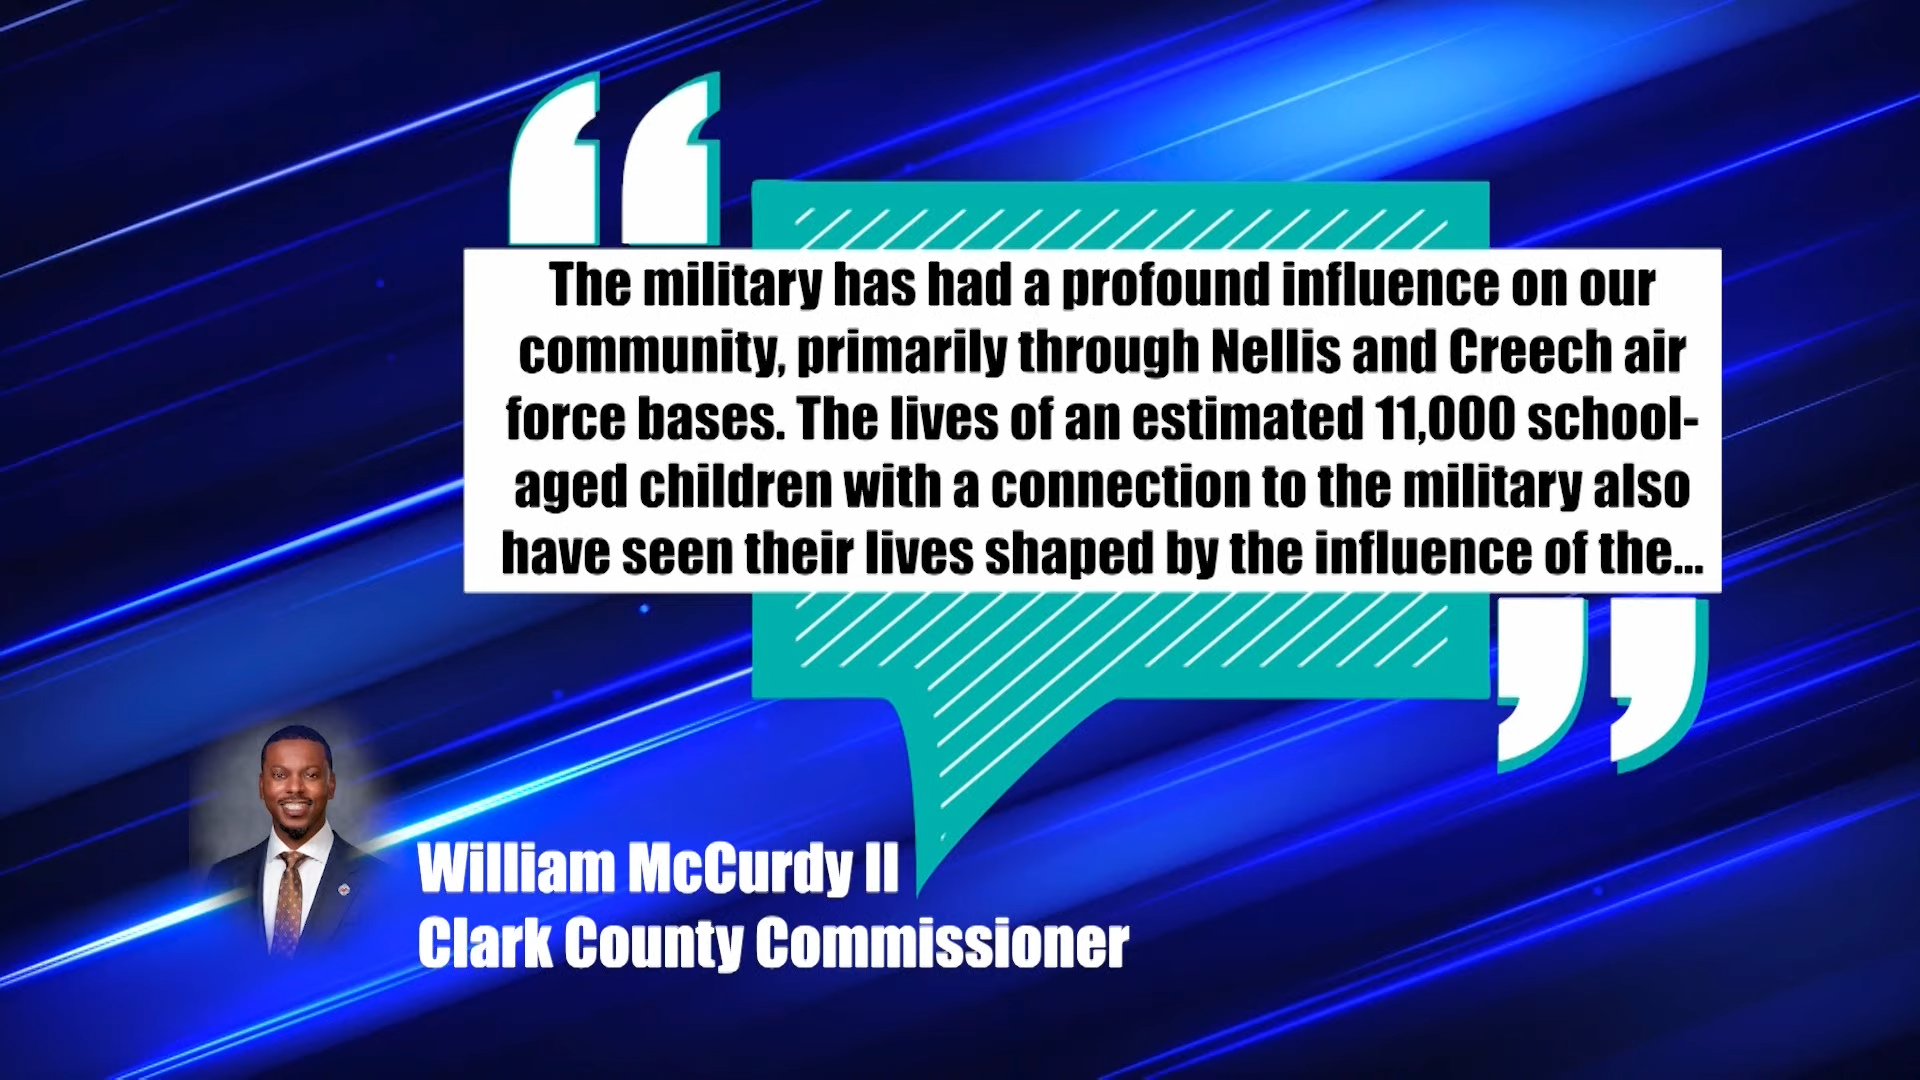 The military has had a profound influence on our
community, primarily through Nellis and Creech air
force bases. The lives of an estimated 11,000 school-
aged children with a connection to the military also
have seen their lives shaped by the influence of the...
William McCurdy II
Clark County Commissioner